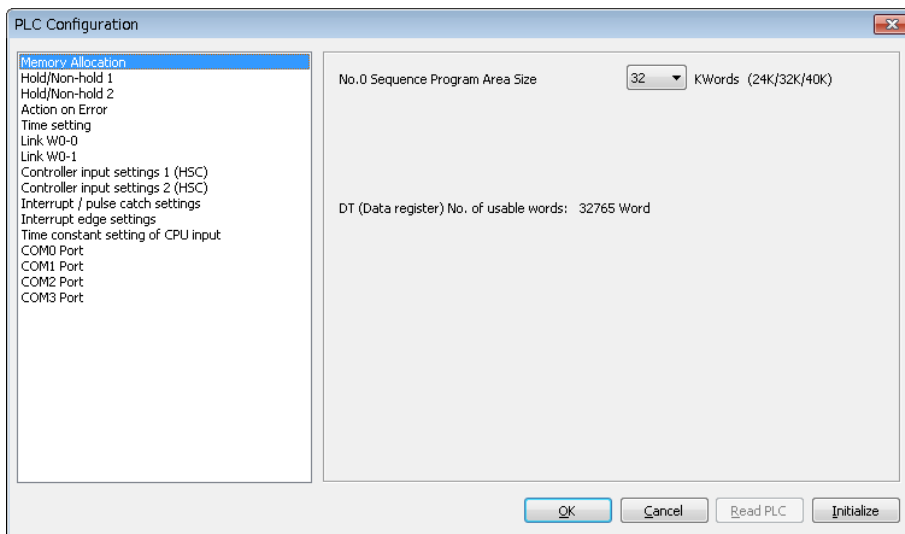 PLC Configuration
Memory Allocation
Hold/Non-hold 1
Hold/Non-hold 2
Action on Error
Time setting
Link W0-0
Link W0-1
Controller input settings 1 (HSC)
Controller input settings 2 (HSC)
Interrupt / pulse catch settings
Interrupt edge settings
Time constant setting of CPU input
COM0 Port
COM1 Port
COM2 Port
COM3 Port
No.0 Sequence Program Area Size 32 KWords (24K/32K/40K)
DT (Data register) No. of usable words: 32765 Word
OK Cancel Read PLC Initialize